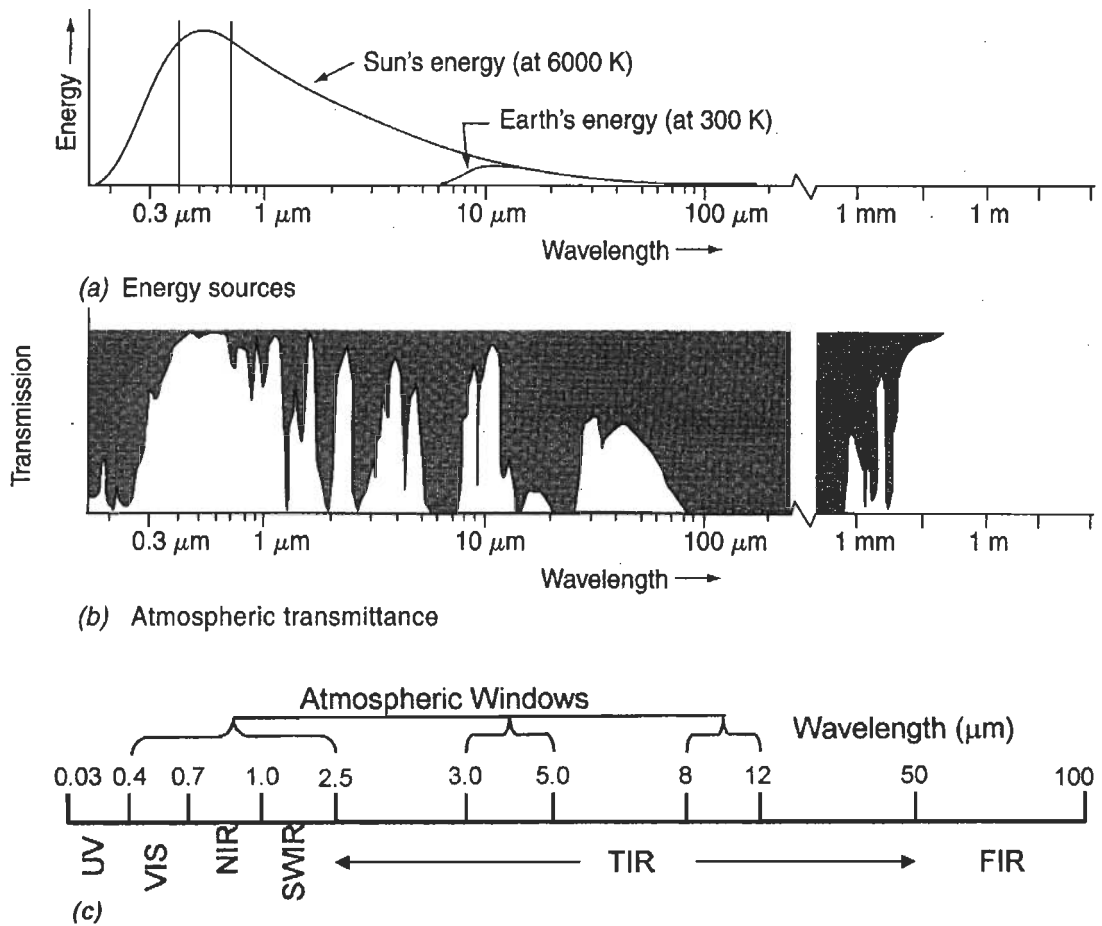 Energy
Sun's energy (at 6000 K)
Earth's energy (at 300 K)
0.3 μm 1 μm 10 μm 100 μm 1 mm 1 m
Wavelength
(a) Energy sources
Transmission
0.3 μm 1 μm 10 μm 100 μm 1 mm 1 m
Wavelength
(b) Atmospheric transmittance
Atmospheric Windows
Wavelength (μm)
0.03 0.4 0.7 1.0 2.5 3.0 5.0 8 12 50 100
UV VIS NIR SWIR TIR FIR
(c)